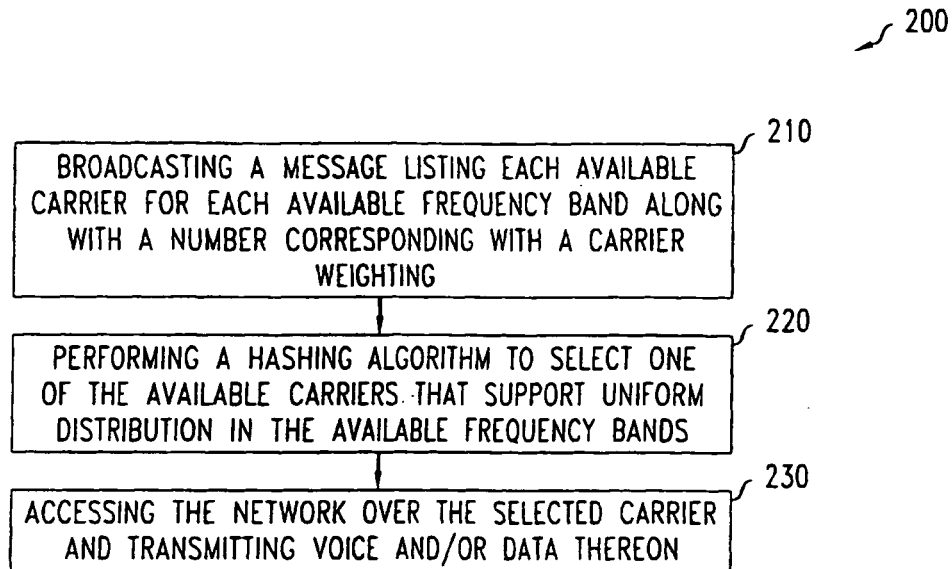 200
210
BROADCASTING A MESSAGE LISTING EACH AVAILABLE
CARRIER FOR EACH AVAILABLE FREQUENCY BAND ALONG
WITH A NUMBER CORRESPONDING WITH A CARRIER
WEIGHTING
220
PERFORMING A HASHING ALGORITHM TO SELECT ONE
OF THE AVAILABLE CARRIERS THAT SUPPORT UNIFORM
DISTRIBUTION IN THE AVAILABLE FREQUENCY BANDS
230
ACCESSING THE NETWORK OVER THE SELECTED CARRIER
AND TRANSMITTING VOICE AND/OR DATA THEREON